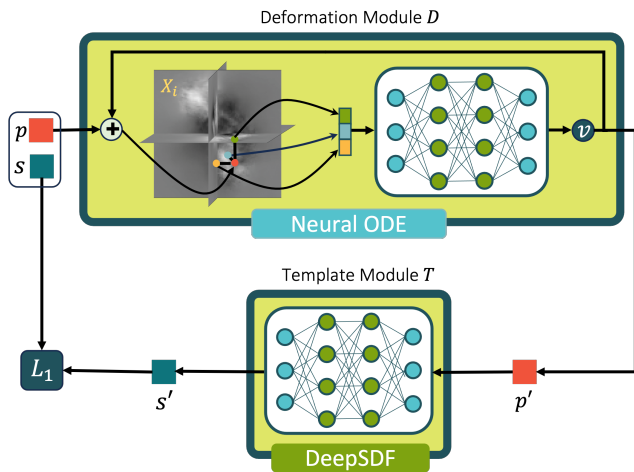 Deformation Module D
X_i
p
+
s
v
Neural ODE
Template Module T
L_1
s'
p'
DeepSDF